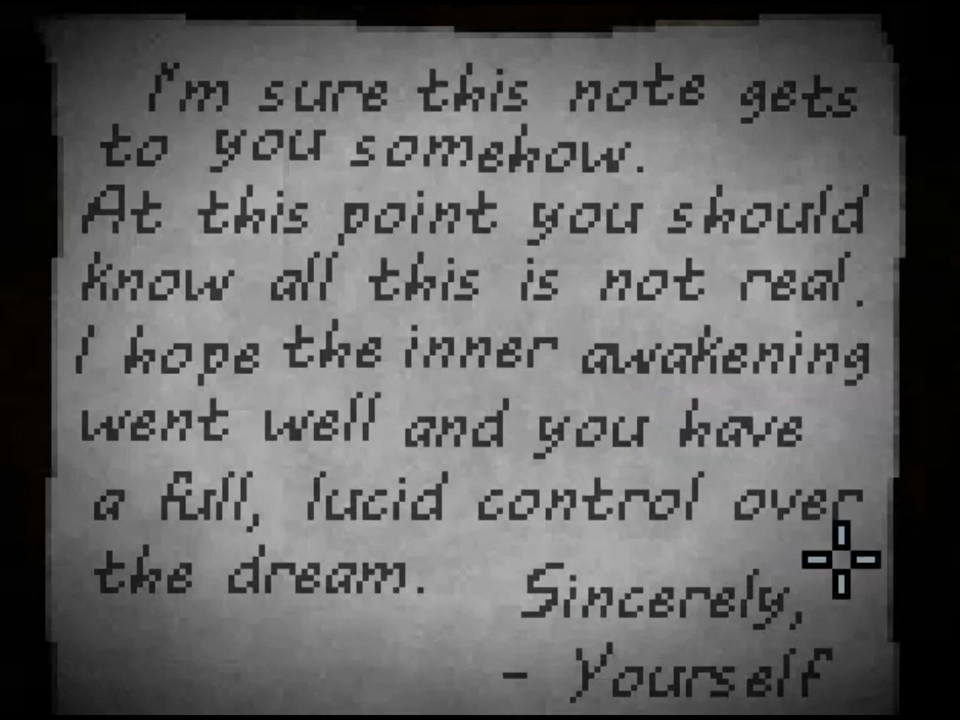 I'm sure this note gets
to you somehow.
At this point you should
know all this is not real.
I hope the inner awakening
went well and you have
a full, lucid control over
the dream.
Sincerely,
- Yourself